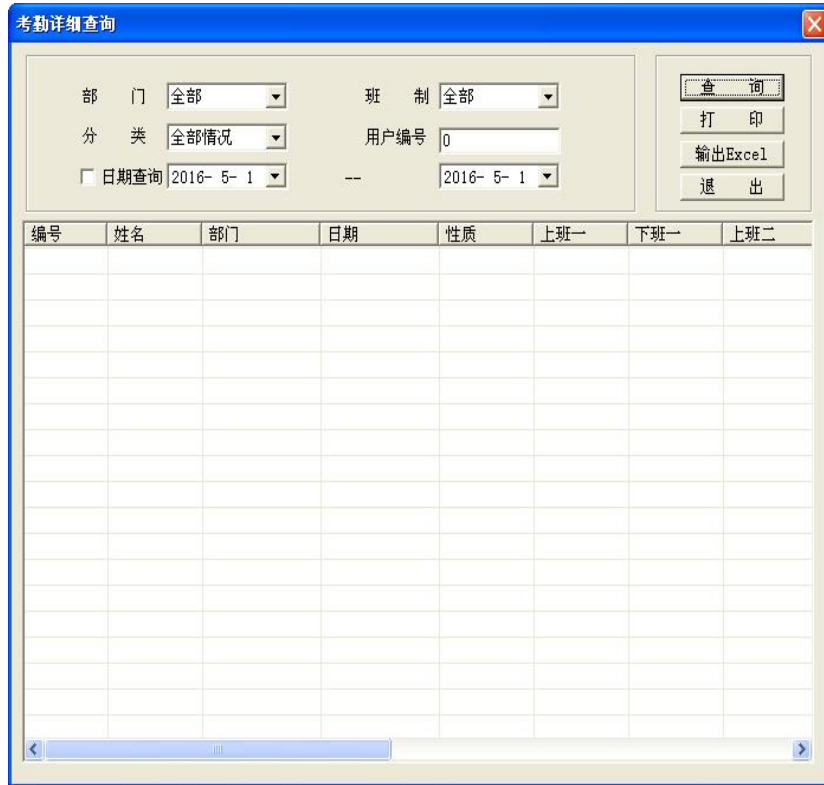 考勤详细查询
部 门 全部 班 制 全部
分 类 全部情况 用户编号 0
日期查询 2016- 5- 1 -- 2016- 5- 1
查 询
打 印
输出Excel
退 出
编号 姓名 部门 日期 性质 上班一 下班一 上班二